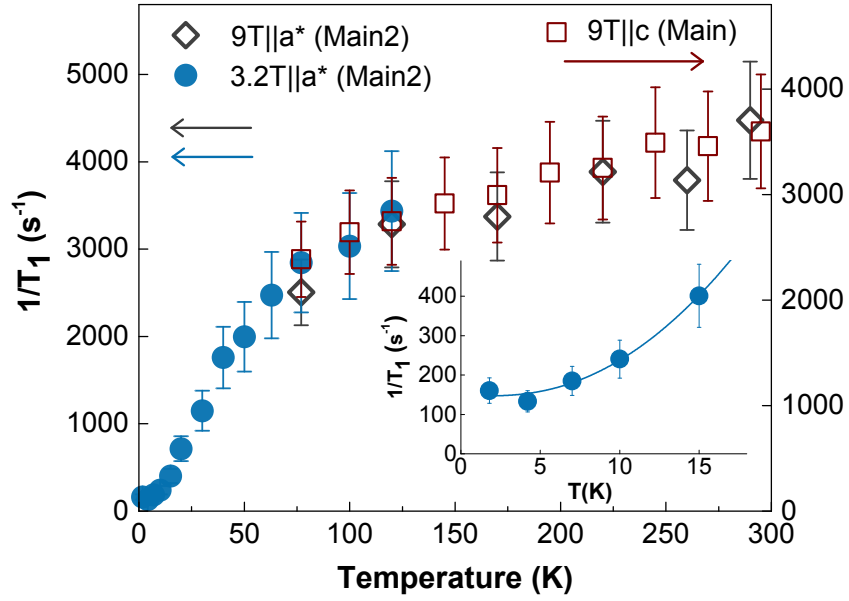 9T||a* (Main2)
3.2T||a* (Main2)
9T||c (Main)
1/T1 (s-1)
5000
4000
3000
2000
1000
0
4000
3000
2000
1000
0
0 50 100 150 200 250 300
Temperature (K)
1/T1 (s-1)
400
300
200
100
0
0 5 10 15
T(K)